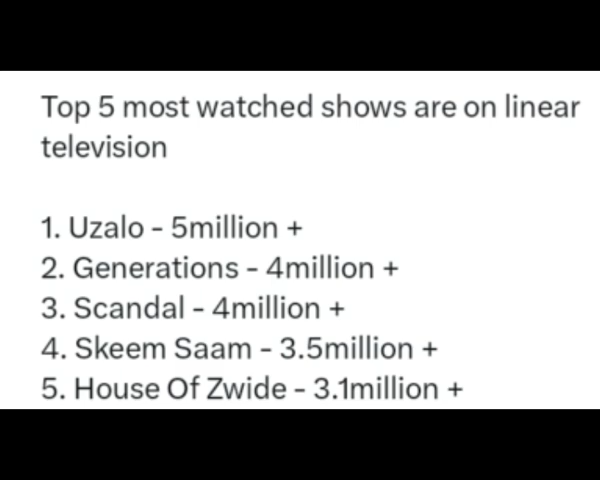 Top 5 most watched shows are on linear
television
1. Uzalo - 5million +
2. Generations - 4million +
3. Scandal - 4million +
4. Skeem Saam - 3.5million +
5. House Of Zwide - 3.1million +